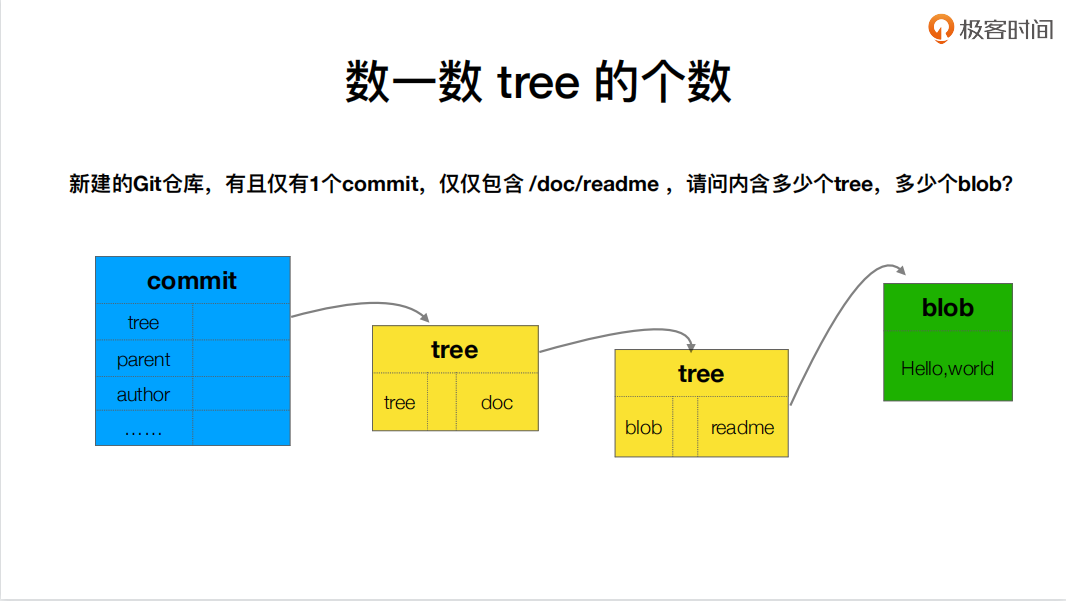 极客时间
数一数 tree 的个数
新建的Git仓库，有且仅有1个commit，仅仅包含 /doc/readme ，请问内含多少个tree，多少个blob？
commit
tree
parent
author
……
tree
tree doc
tree
blob readme
blob
Hello,world